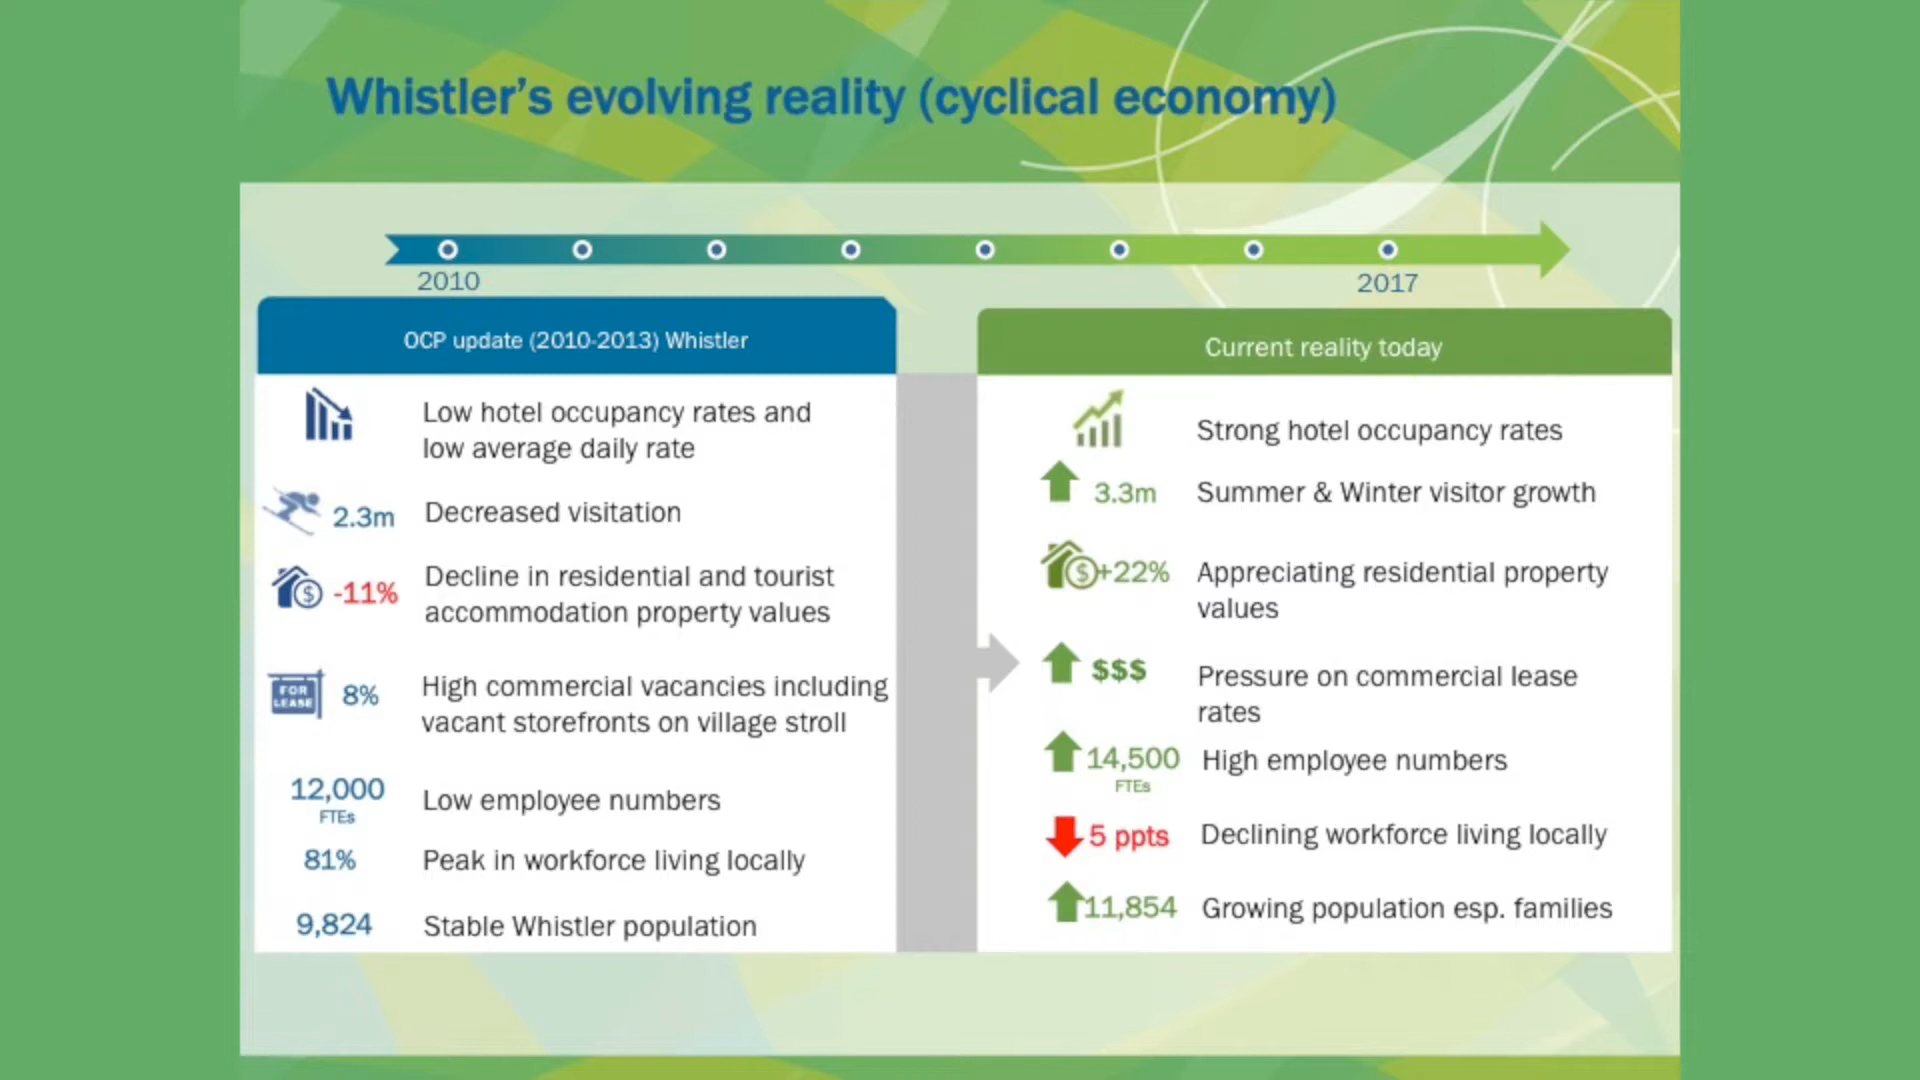 Whistler's evolving reality (cyclical economy)
2010
2017
OCP update (2010-2013) Whistler
Low hotel occupancy rates and
low average daily rate
2.3m Decreased visitation
-11% Decline in residential and tourist
accommodation property values
FOR
LEASE
8% High commercial vacancies including
vacant storefronts on village stroll
12,000
FTEs
Low employee numbers
81% Peak in workforce living locally
9,824 Stable Whistler population
Current reality today
Strong hotel occupancy rates
3.3m Summer & Winter visitor growth
$ +22% Appreciating residential property
values
$$$ Pressure on commercial lease
rates
14,500 High employee numbers
FTEs
5 ppts Declining workforce living locally
11,854 Growing population esp. families